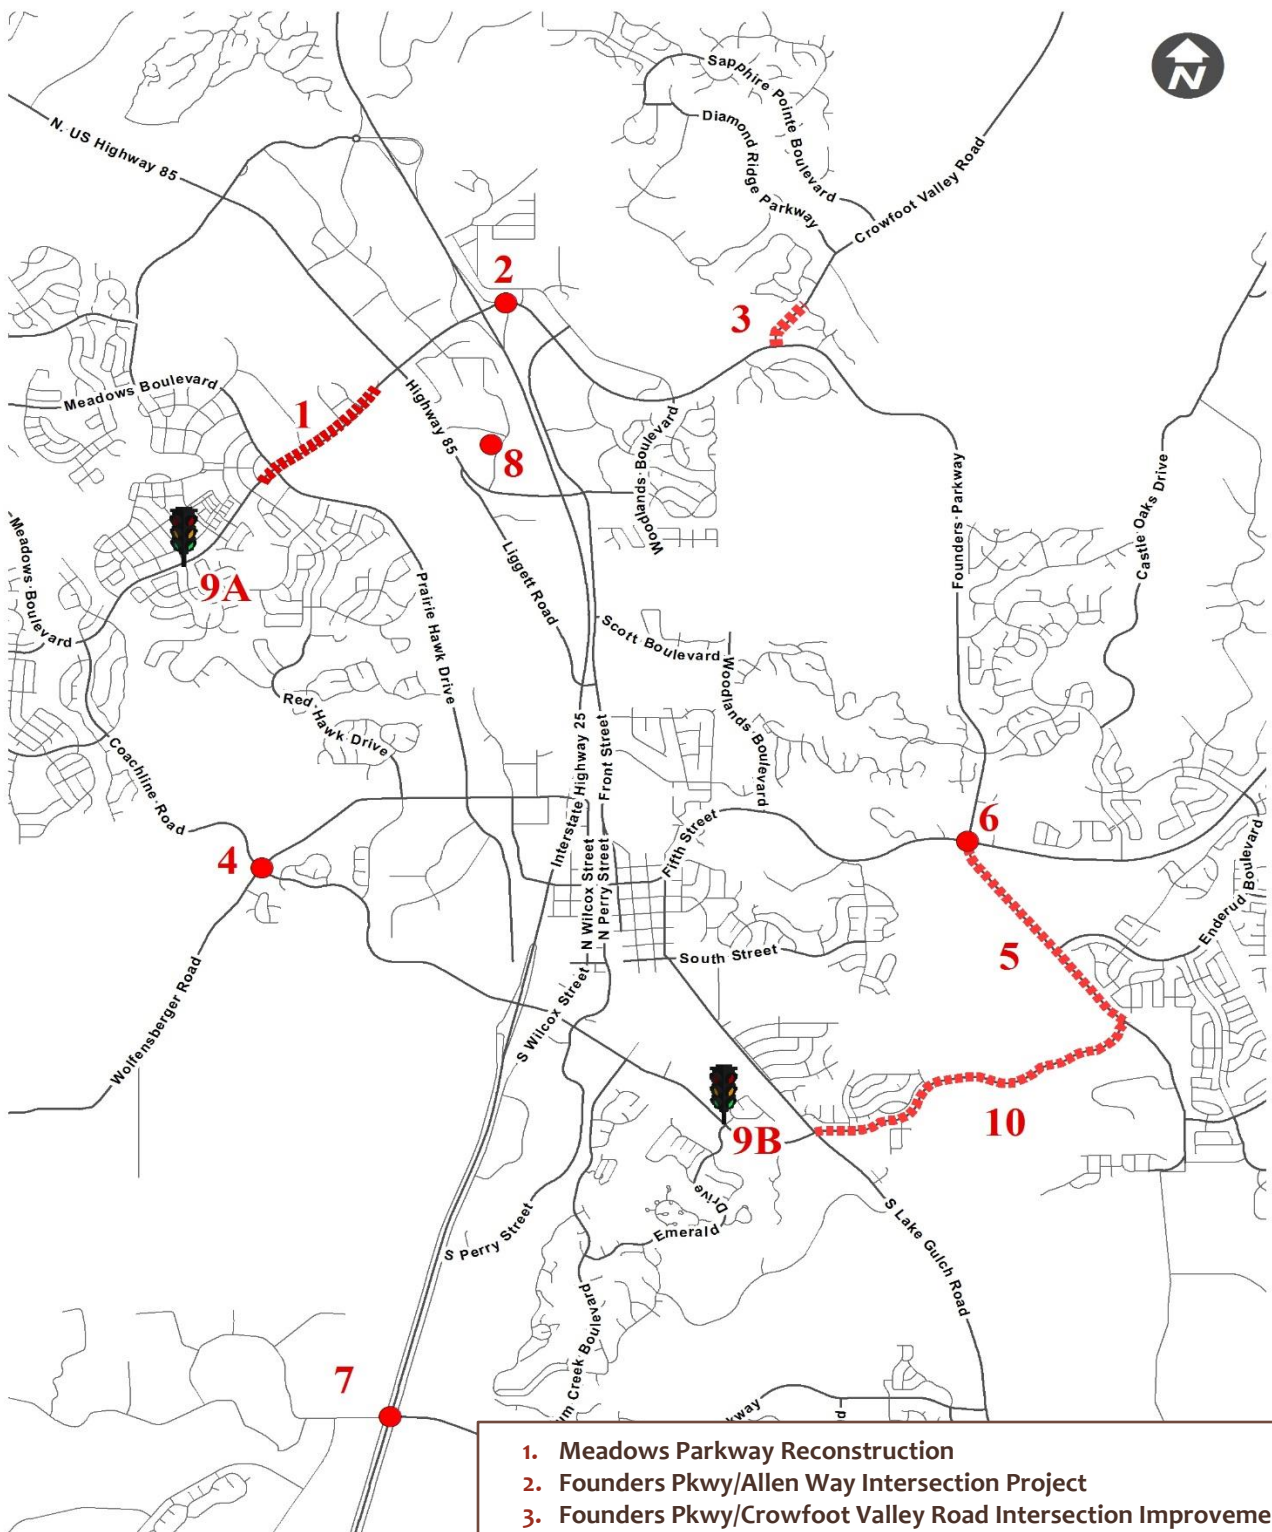 N
Sapphire Pointe Boulevard
Diamond Ridge Parkway
Crowfoot Valley Road
N. US Highway 85
2
3
Meadows Boulevard
1
Highway 85
8
Woodlands Boulevard
Founders Parkway
Castle Oaks Drive
Meadows Boulevard
9A
Liggett Road
Prairie Hawk Drive
Scott Boulevard
Woodlands Boulevard
Red Hawk Drive
Coachline Road
Interstate Highway 25
Front Street
Fifth Street
6
4
N Wilcox Street
N Perry Street
Enderud Boulevard
South Street
5
Wolfensberger Road
S Wilcox Street
10
9B
Emerald Drive
S Perry Street
S Lake Gulch Road
um Creek Boulevard
7
kway
p
1. Meadows Parkway Reconstruction
2. Founders Pkwy/Allen Way Intersection Project
3. Founders Pkwy/Crowfoot Valley Road Intersection Improveme